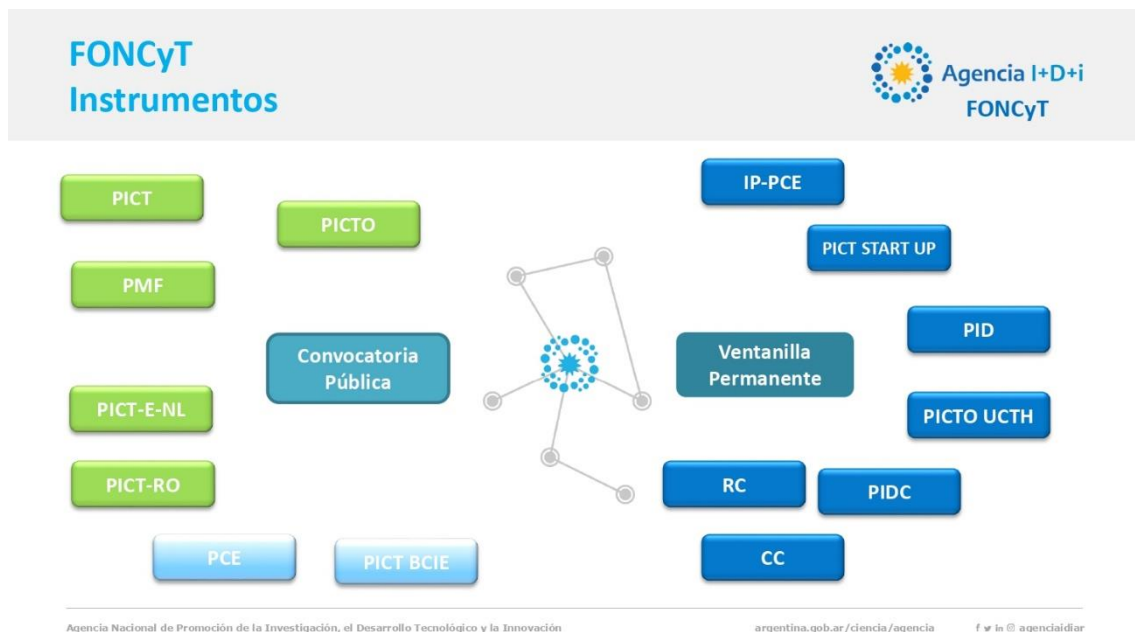 FONCyT
Instrumentos
Agencia I+D+i
FONCyT
PICT
PICTO
PMF
Convocatoria
Pública
PICT-E-NL
PICT-RO
PCE
PICT BCIE
IP-PCE
PICT START UP
PID
Ventanilla
Permanente
PICTO UCTH
RC
PIDC
CC
Agencia Nacional de Promoción de la Investigación, el Desarrollo Tecnológico y la Innovación
argentina.gob.ar/ciencia/agencia
agenciaidiar